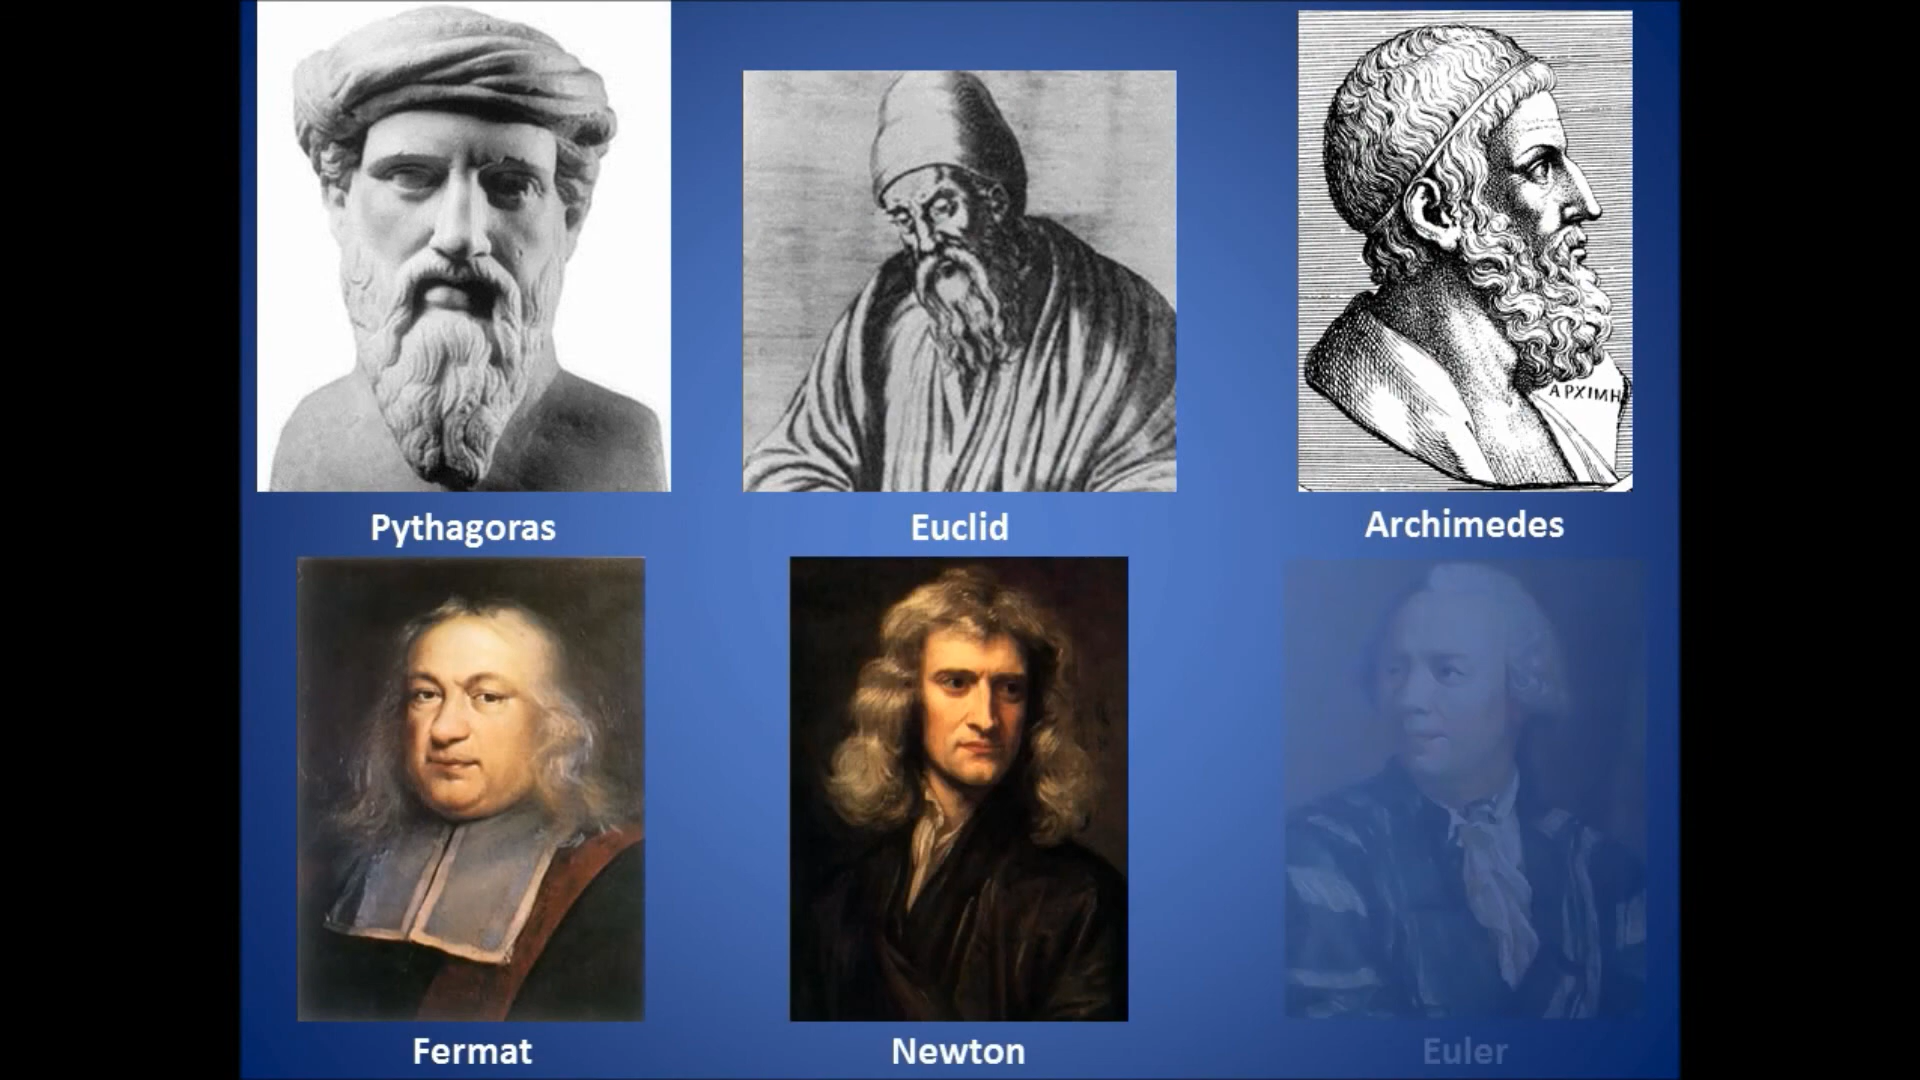 ΑΡΧΙΜΗ
Pythagoras
Euclid
Archimedes
Fermat
Newton
Euler